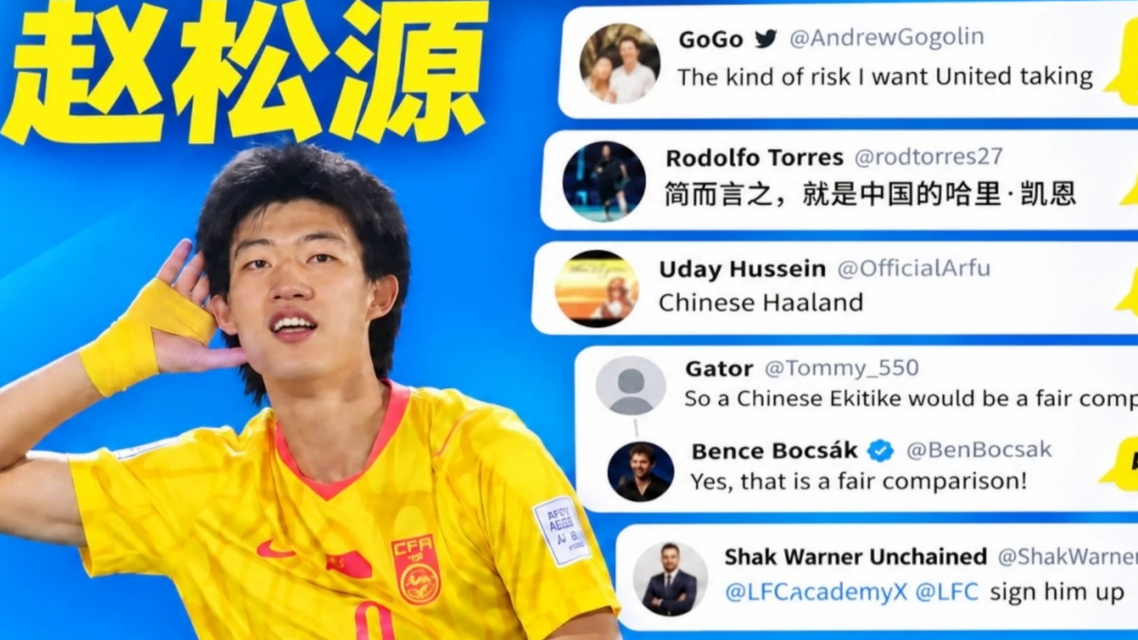 赵松源
GoGo @AndrewGogolin
The kind of risk I want United taking
Rodolfo Torres @rodtorres27
简而言之，就是中国的哈里·凯恩
Uday Hussein @OfficialArfu
Chinese Haaland
Gator @Tommy_550
So a Chinese Ekitike would be a fair comp
Bence Bocsák @BenBocsak
Yes, that is a fair comparison!
Shak Warner Unchained @ShakWarner
@LFCacademyX @LFC sign him up
CFA